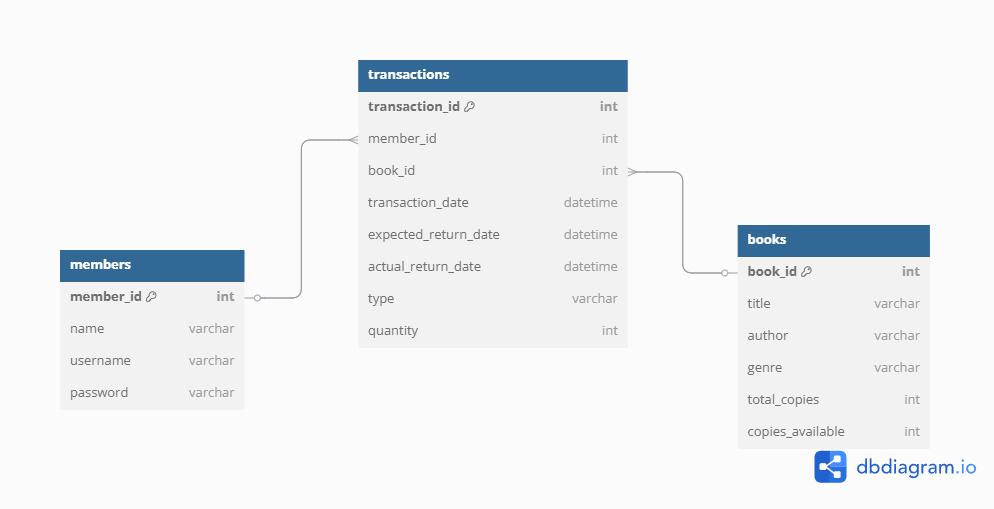 transactions
transaction_id int
member_id int
book_id int
transaction_date datetime
expected_return_date datetime
actual_return_date datetime
type varchar
quantity int
members
member_id int
name varchar
username varchar
password varchar
books
book_id int
title varchar
author varchar
genre varchar
total_copies int
copies_available int
dbdiagram.io